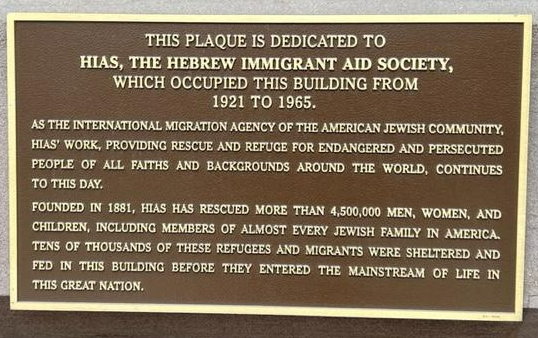 THIS PLAQUE IS DEDICATED TO
HIAS, THE HEBREW IMMIGRANT AID SOCIETY,
WHICH OCCUPIED THIS BUILDING FROM
1921 TO 1965.
AS THE INTERNATIONAL MIGRATION AGENCY OF THE AMERICAN JEWISH COMMUNITY,
HIAS' WORK, PROVIDING RESCUE AND REFUGE FOR ENDANGERED AND PERSECUTED
PEOPLE OF ALL FAITHS AND BACKGROUNDS AROUND THE WORLD, CONTINUES
TO THIS DAY.
FOUNDED IN 1881, HIAS HAS RESCUED MORE THAN 4,500,000 MEN, WOMEN, AND
CHILDREN, INCLUDING MEMBERS OF ALMOST EVERY JEWISH FAMILY IN AMERICA.
TENS OF THOUSANDS OF THESE REFUGEES AND MIGRANTS WERE SHELTERED AND
FED IN THIS BUILDING BEFORE THEY ENTERED THE MAINSTREAM OF LIFE IN
THIS GREAT NATION.